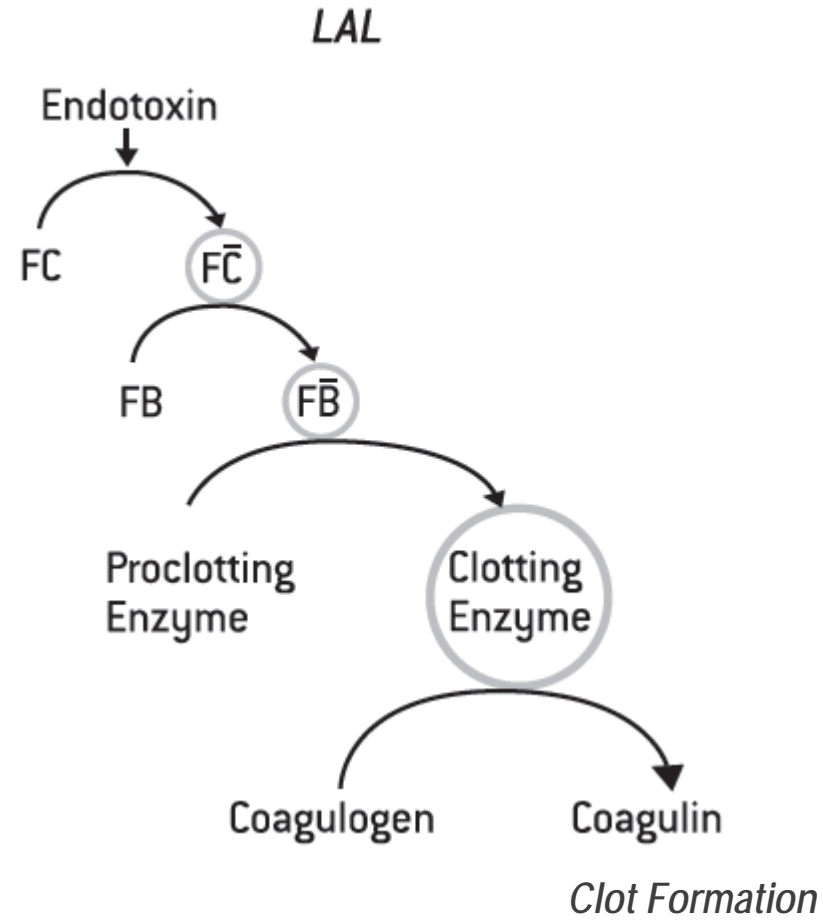 LAL
Endotoxin
FC
FC̅
FB
FB̅
Proclotting
Enzyme
Clotting
Enzyme
Coagulogen
Coagulin
Clot Formation